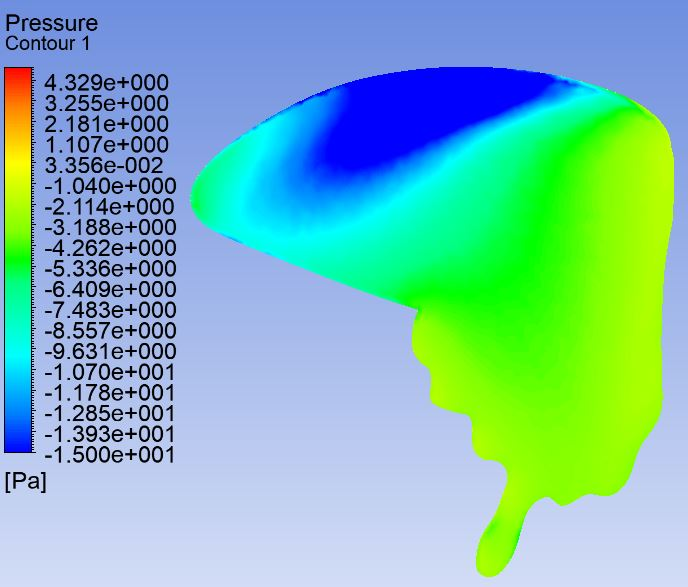 Pressure
Contour 1
4.329e+000
3.255e+000
2.181e+000
1.107e+000
3.356e-002
-1.040e+000
-2.114e+000
-3.188e+000
-4.262e+000
-5.336e+000
-6.409e+000
-7.483e+000
-8.557e+000
-9.631e+000
-1.070e+001
-1.178e+001
-1.285e+001
-1.393e+001
-1.500e+001
[Pa]